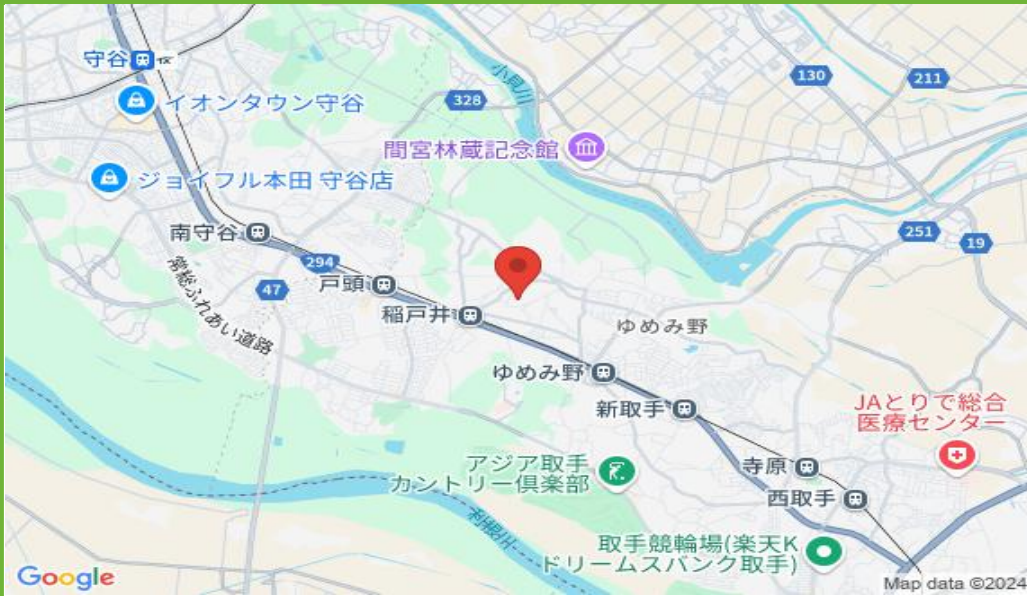 守谷
イオンタウン守谷
130
211
328
小貝川
間宮林蔵記念館
ジョイフル本田 守谷店
南守谷
251
19
294
戸頭
47
稲戸井
常総ふれあい道路
ゆめみ野
ゆめみ野
新取手
JAとりで総合
医療センター
アジア取手
カントリー倶楽部
寺原
西取手
利根川
取手競輪場(楽天K
ドリームスバンク取手)
Google
Map data ©2024